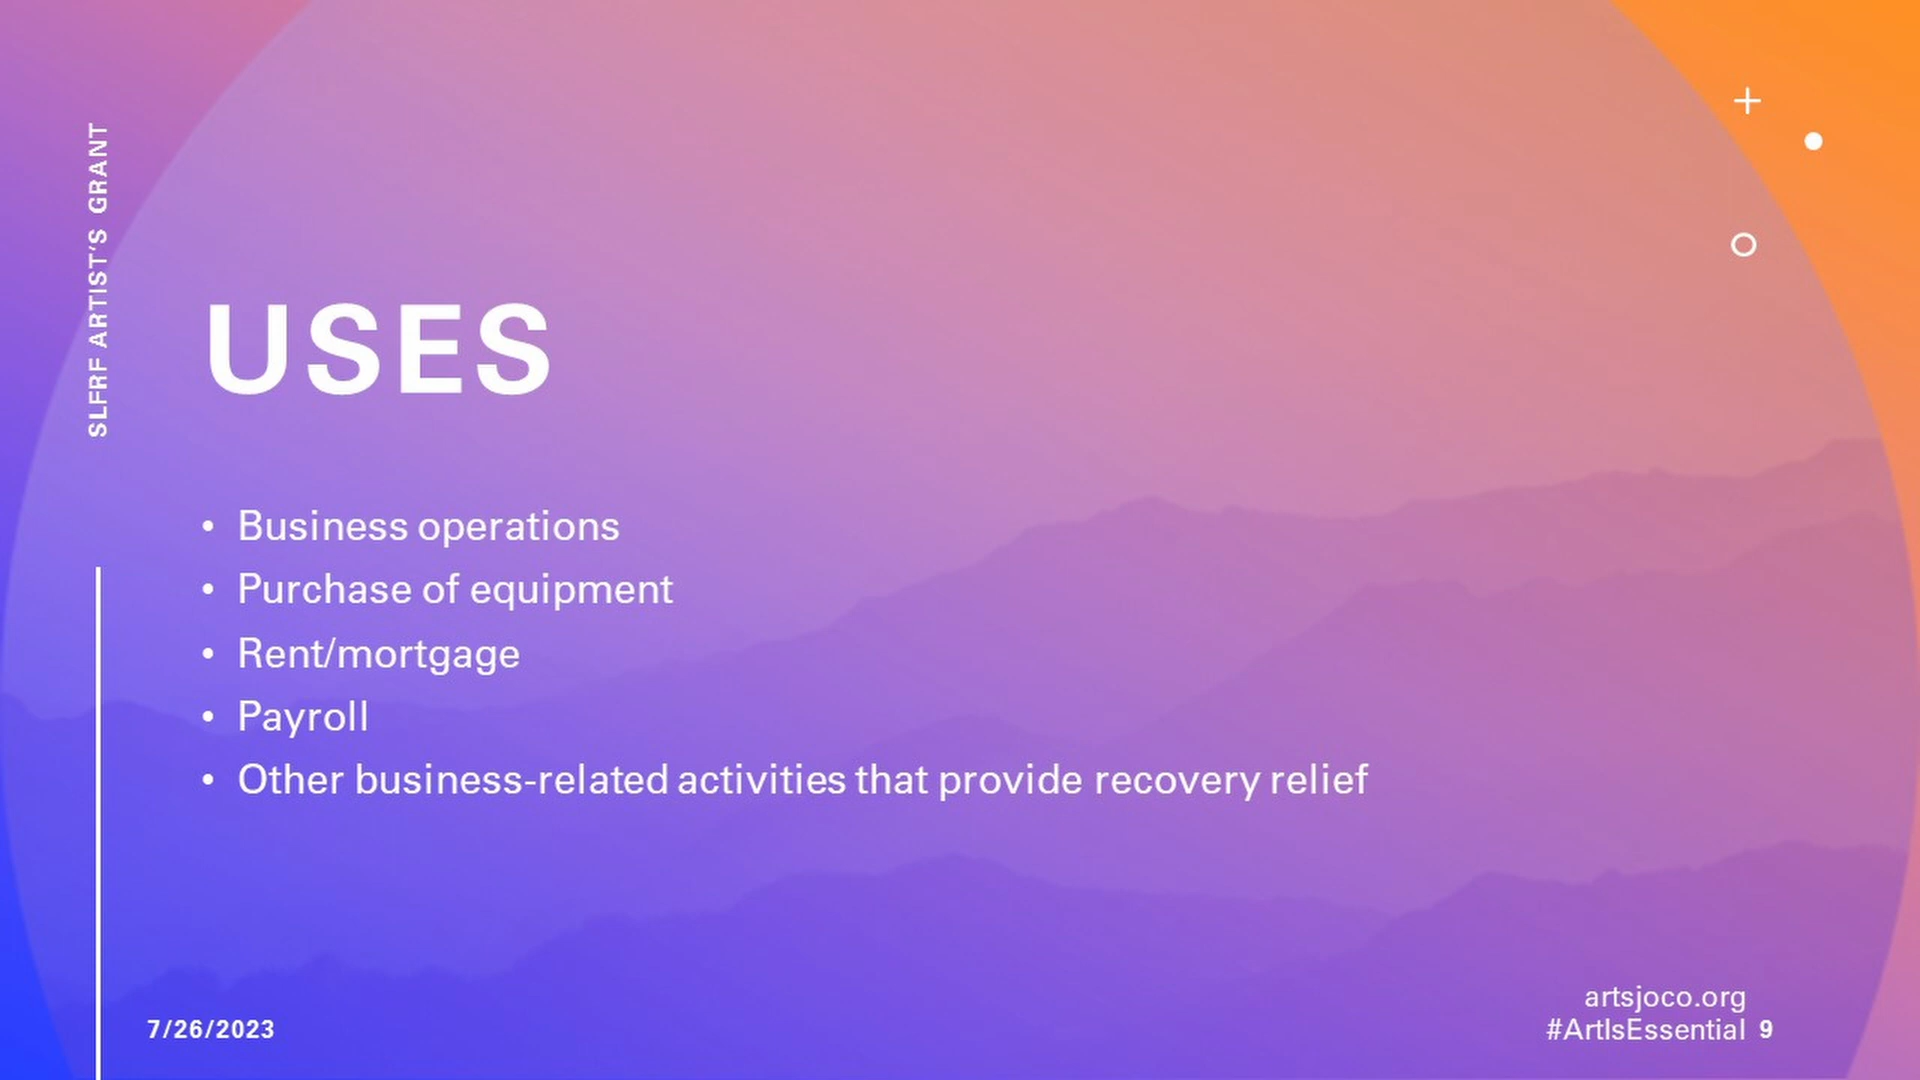 SLFRF ARTIST'S GRANT
USES
• Business operations
• Purchase of equipment
• Rent/mortgage
• Payroll
• Other business-related activities that provide recovery relief
7/26/2023
artsjoco.org
#ArtIsEssential 9